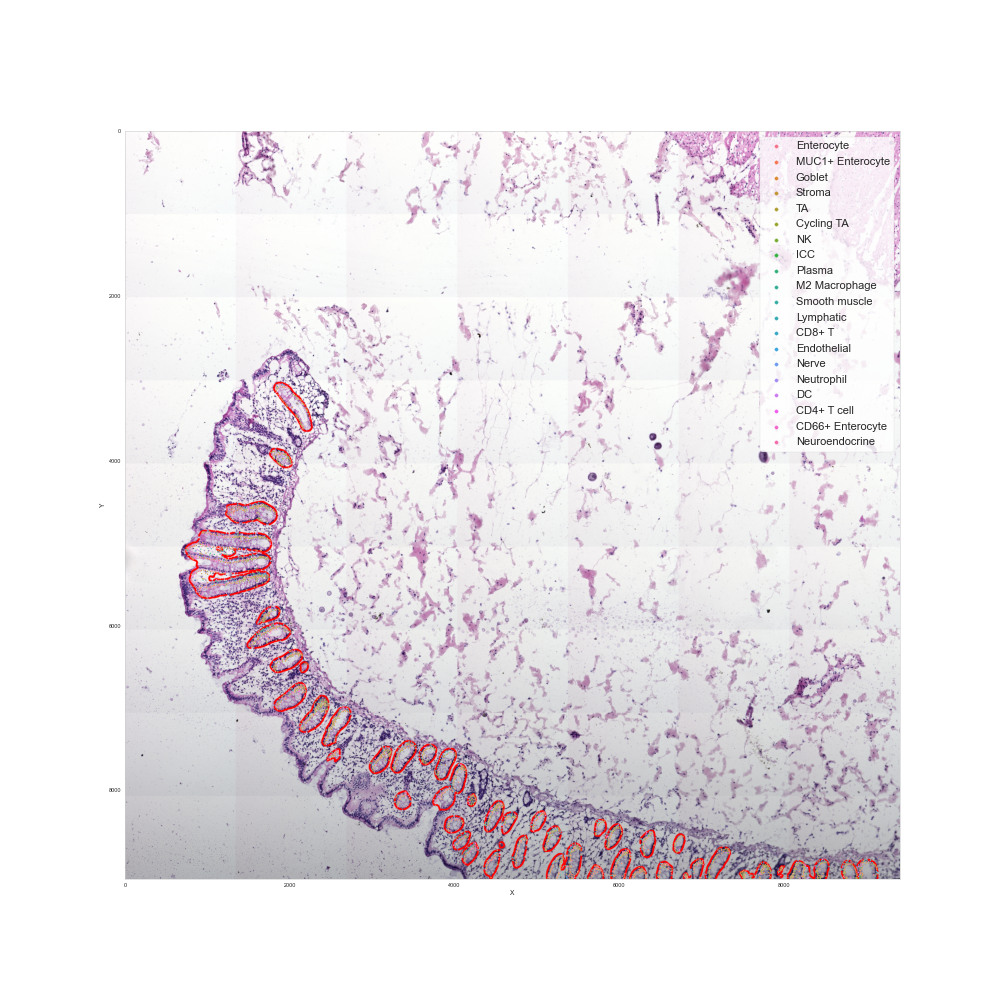 0
2000
4000
6000
8000
Y
0
2000
4000
6000
8000
X
Enterocyte
MUC1+ Enterocyte
Goblet
Stroma
TA
Cycling TA
NK
ICC
Plasma
M2 Macrophage
Smooth muscle
Lymphatic
CD8+ T
Endothelial
Nerve
Neutrophil
DC
CD4+ T cell
CD66+ Enterocyte
Neuroendocrine